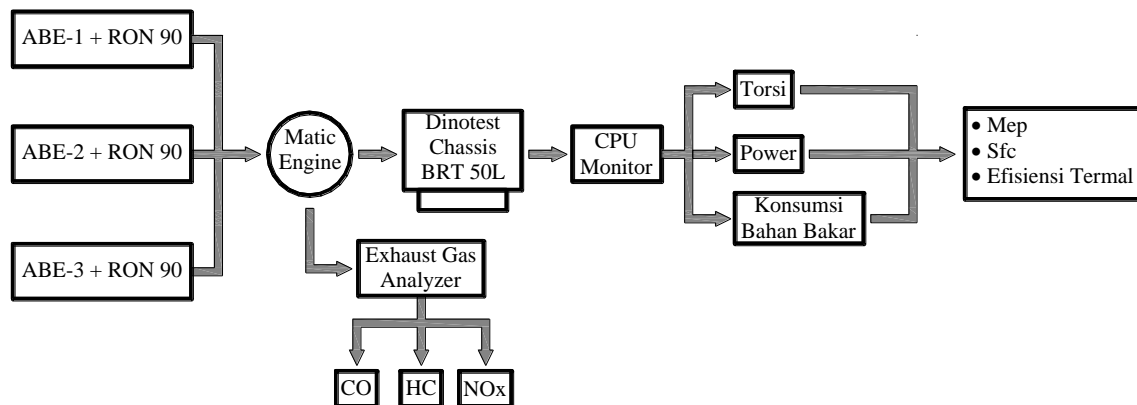 ABE-1 + RON 90
ABE-2 + RON 90
ABE-3 + RON 90
Matic
Engine
Dinotest
Chassis
BRT 50L
CPU
Monitor
Torsi
Power
Konsumsi
Bahan Bakar
• Mep
• Sfc
• Efisiensi Termal
Exhaust Gas
Analyzer
CO
HC
NOx